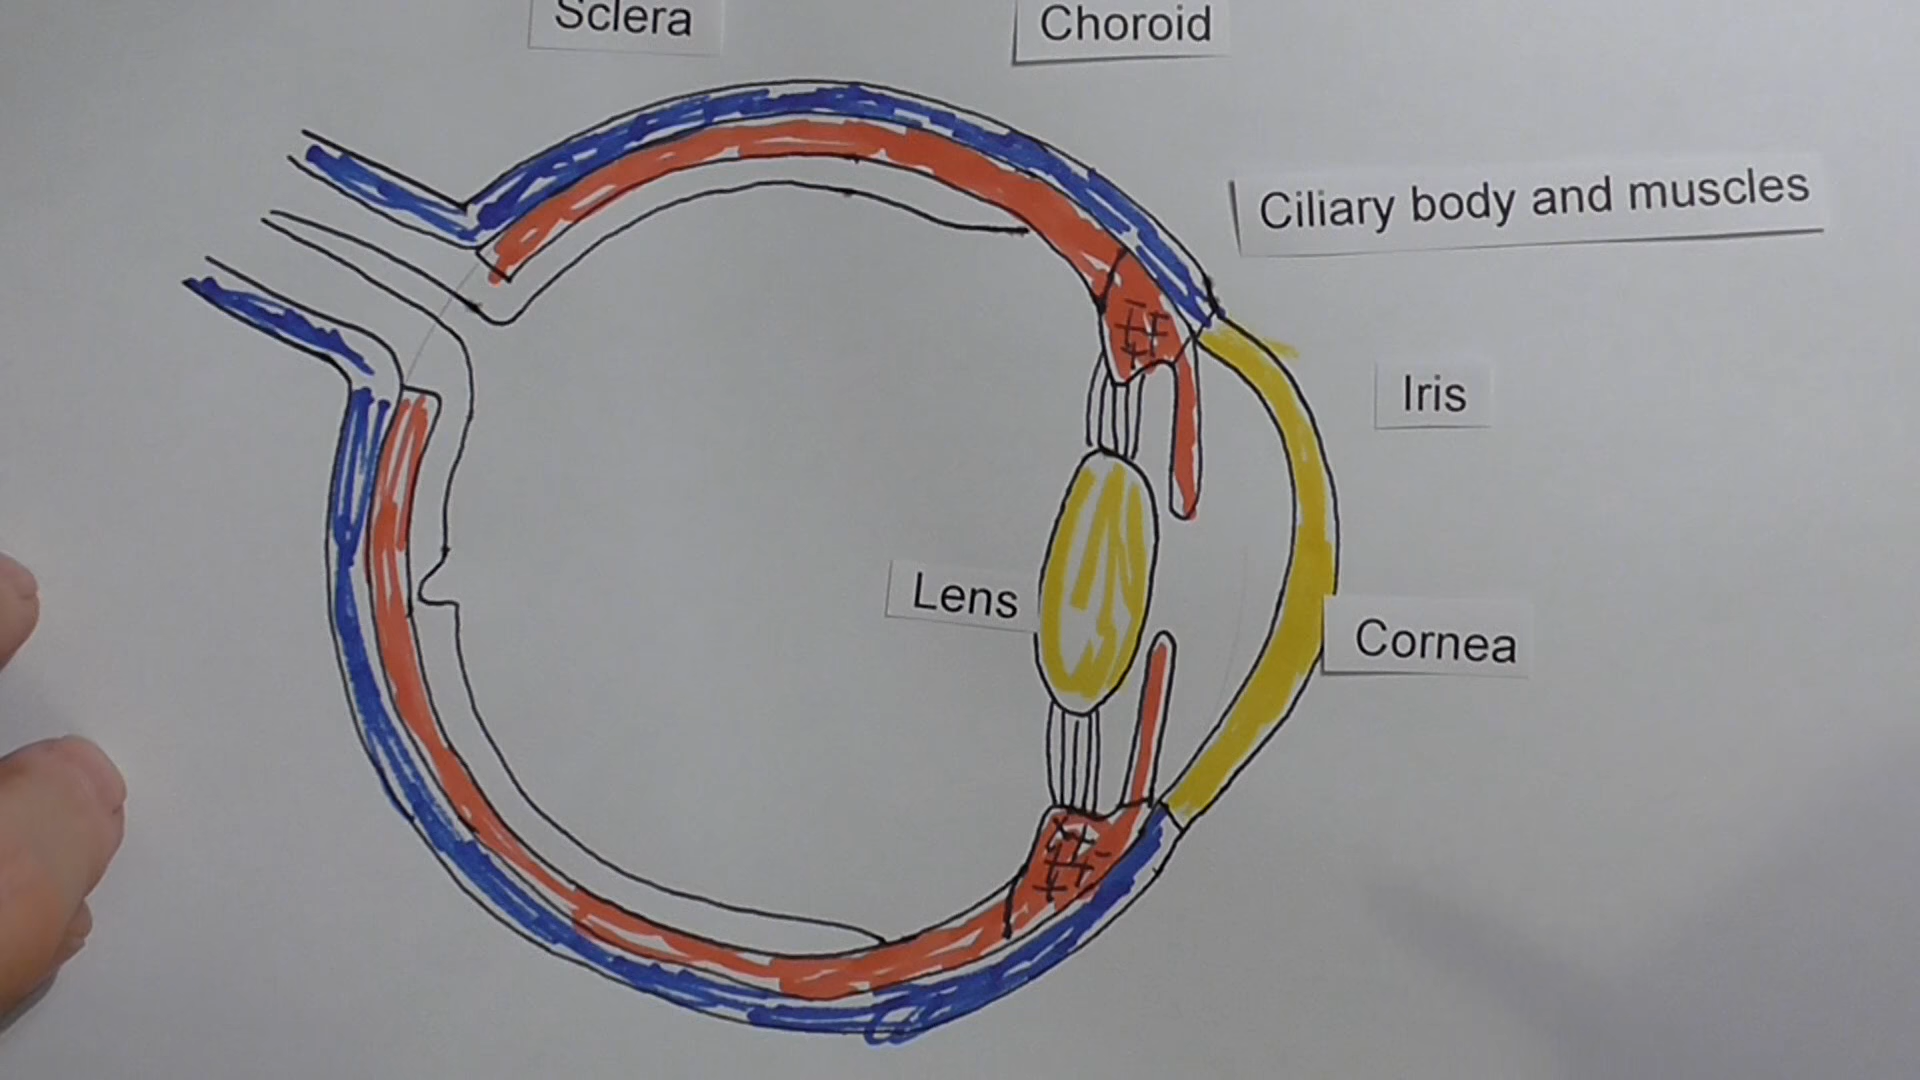 Sclera
Choroid
Ciliary body and muscles
Iris
Lens
Cornea